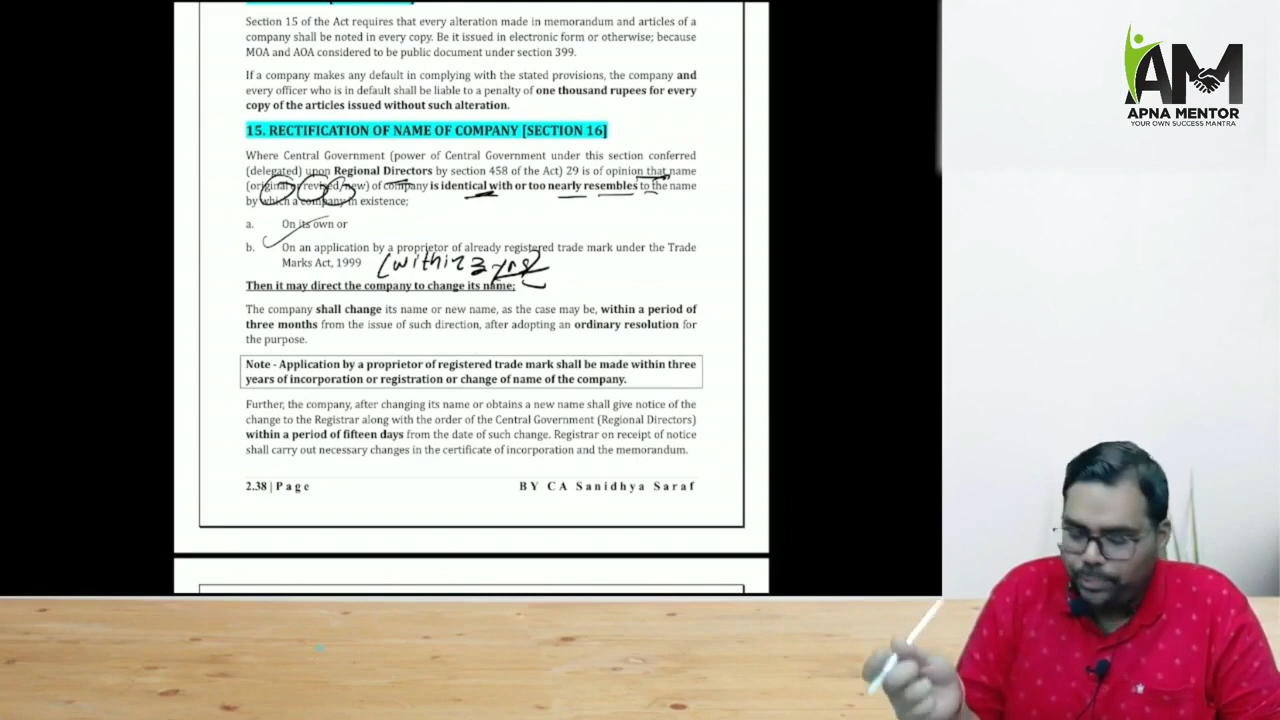 Section 15 of the Act requires that every alteration made in memorandum and articles of a
company shall be noted in every copy. Be it issued in electronic form or otherwise; because
MOA and AOA considered to be public document under section 399.
If a company makes any default in complying with the stated provisions, the company and
every officer who is in default shall be liable to a penalty of one thousand rupees for every
copy of the articles issued without such alteration.
15. RECTIFICATION OF NAME OF COMPANY [SECTION 16]
Where Central Government (power of Central Government under this section conferred
(delegated) upon Regional Directors by section 458 of the Act) 29 is of opinion that name
(original or revised/new) of company is identical with or too nearly resembles to the name
by which a company in existence;
a. On its own or
b. On an application by a proprietor of already registered trade mark under the Trade
Marks Act, 1999 (within 3 yrs
Then it may direct the company to change its name;
The company shall change its name or new name, as the case may be, within a period of
three months from the issue of such direction, after adopting an ordinary resolution for
the purpose.
Note - Application by a proprietor of registered trade mark shall be made within three
years of incorporation or registration or change of name of the company.
Further, the company, after changing its name or obtains a new name shall give notice of the
change to the Registrar along with the order of the Central Government (Regional Directors)
within a period of fifteen days from the date of such change. Registrar on receipt of notice
shall carry out necessary changes in the certificate of incorporation and the memorandum.
2.38 | Page BY CA Sanidhya Saraf
AM
APNA MENTOR
YOUR OWN SUCCESS MANTRA